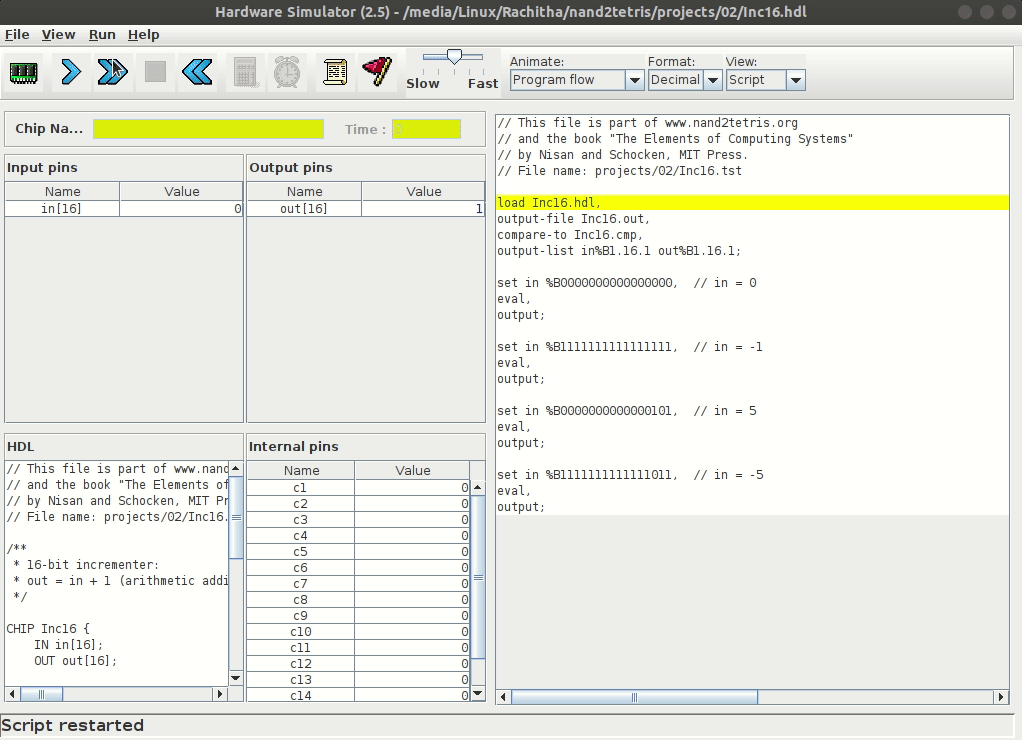 Hardware Simulator (2.5) - /media/Linux/Rachitha/nand2tetris/projects/02/Inc16.hdl
File View Run Help
Animate: Format: View:
Slow Fast Program flow Decimal Script
Chip Na... Time :
Input pins
Name Value
in[16] 0
Output pins
Name Value
out[16] 1
HDL
// This file is part of www.nand
// and the book "The Elements of
// by Nisan and Schocken, MIT Pr
// File name: projects/02/Inc16.
/**
* 16-bit incrementer:
* out = in + 1 (arithmetic addi
*/
CHIP Inc16 {
IN in[16];
OUT out[16];
Internal pins
Name Value
c1 0
c2 0
c3 0
c4 0
c5 0
c6 0
c7 0
c8 0
c9 0
c10 0
c11 0
c12 0
c13 0
c14 0
// This file is part of www.nand2tetris.org
// and the book "The Elements of Computing Systems"
// by Nisan and Schocken, MIT Press.
// File name: projects/02/Inc16.tst
load Inc16.hdl,
output-file Inc16.out,
compare-to Inc16.cmp,
output-list in%B1.16.1 out%B1.16.1;
set in %B0000000000000000, // in = 0
eval,
output;
set in %B1111111111111111, // in = -1
eval,
output;
set in %B0000000000000101, // in = 5
eval,
output;
set in %B1111111111111011, // in = -5
eval,
output;
Script restarted